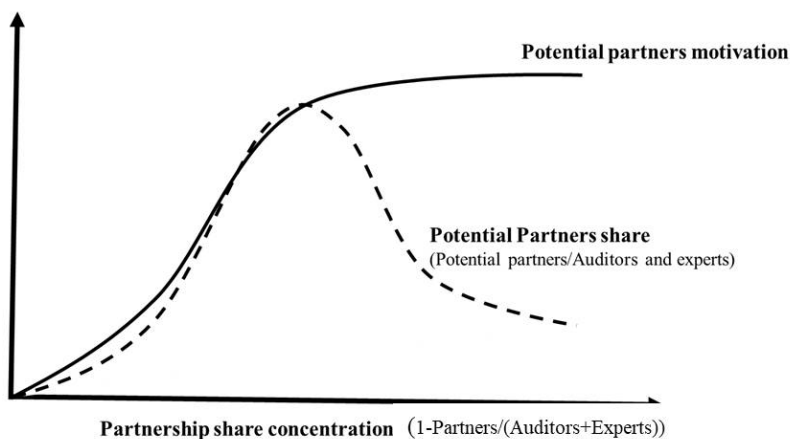 Potential partners motivation
Potential Partners share
(Potential partners/Auditors and experts)
Partnership share concentration (1-Partners/(Auditors+Experts))